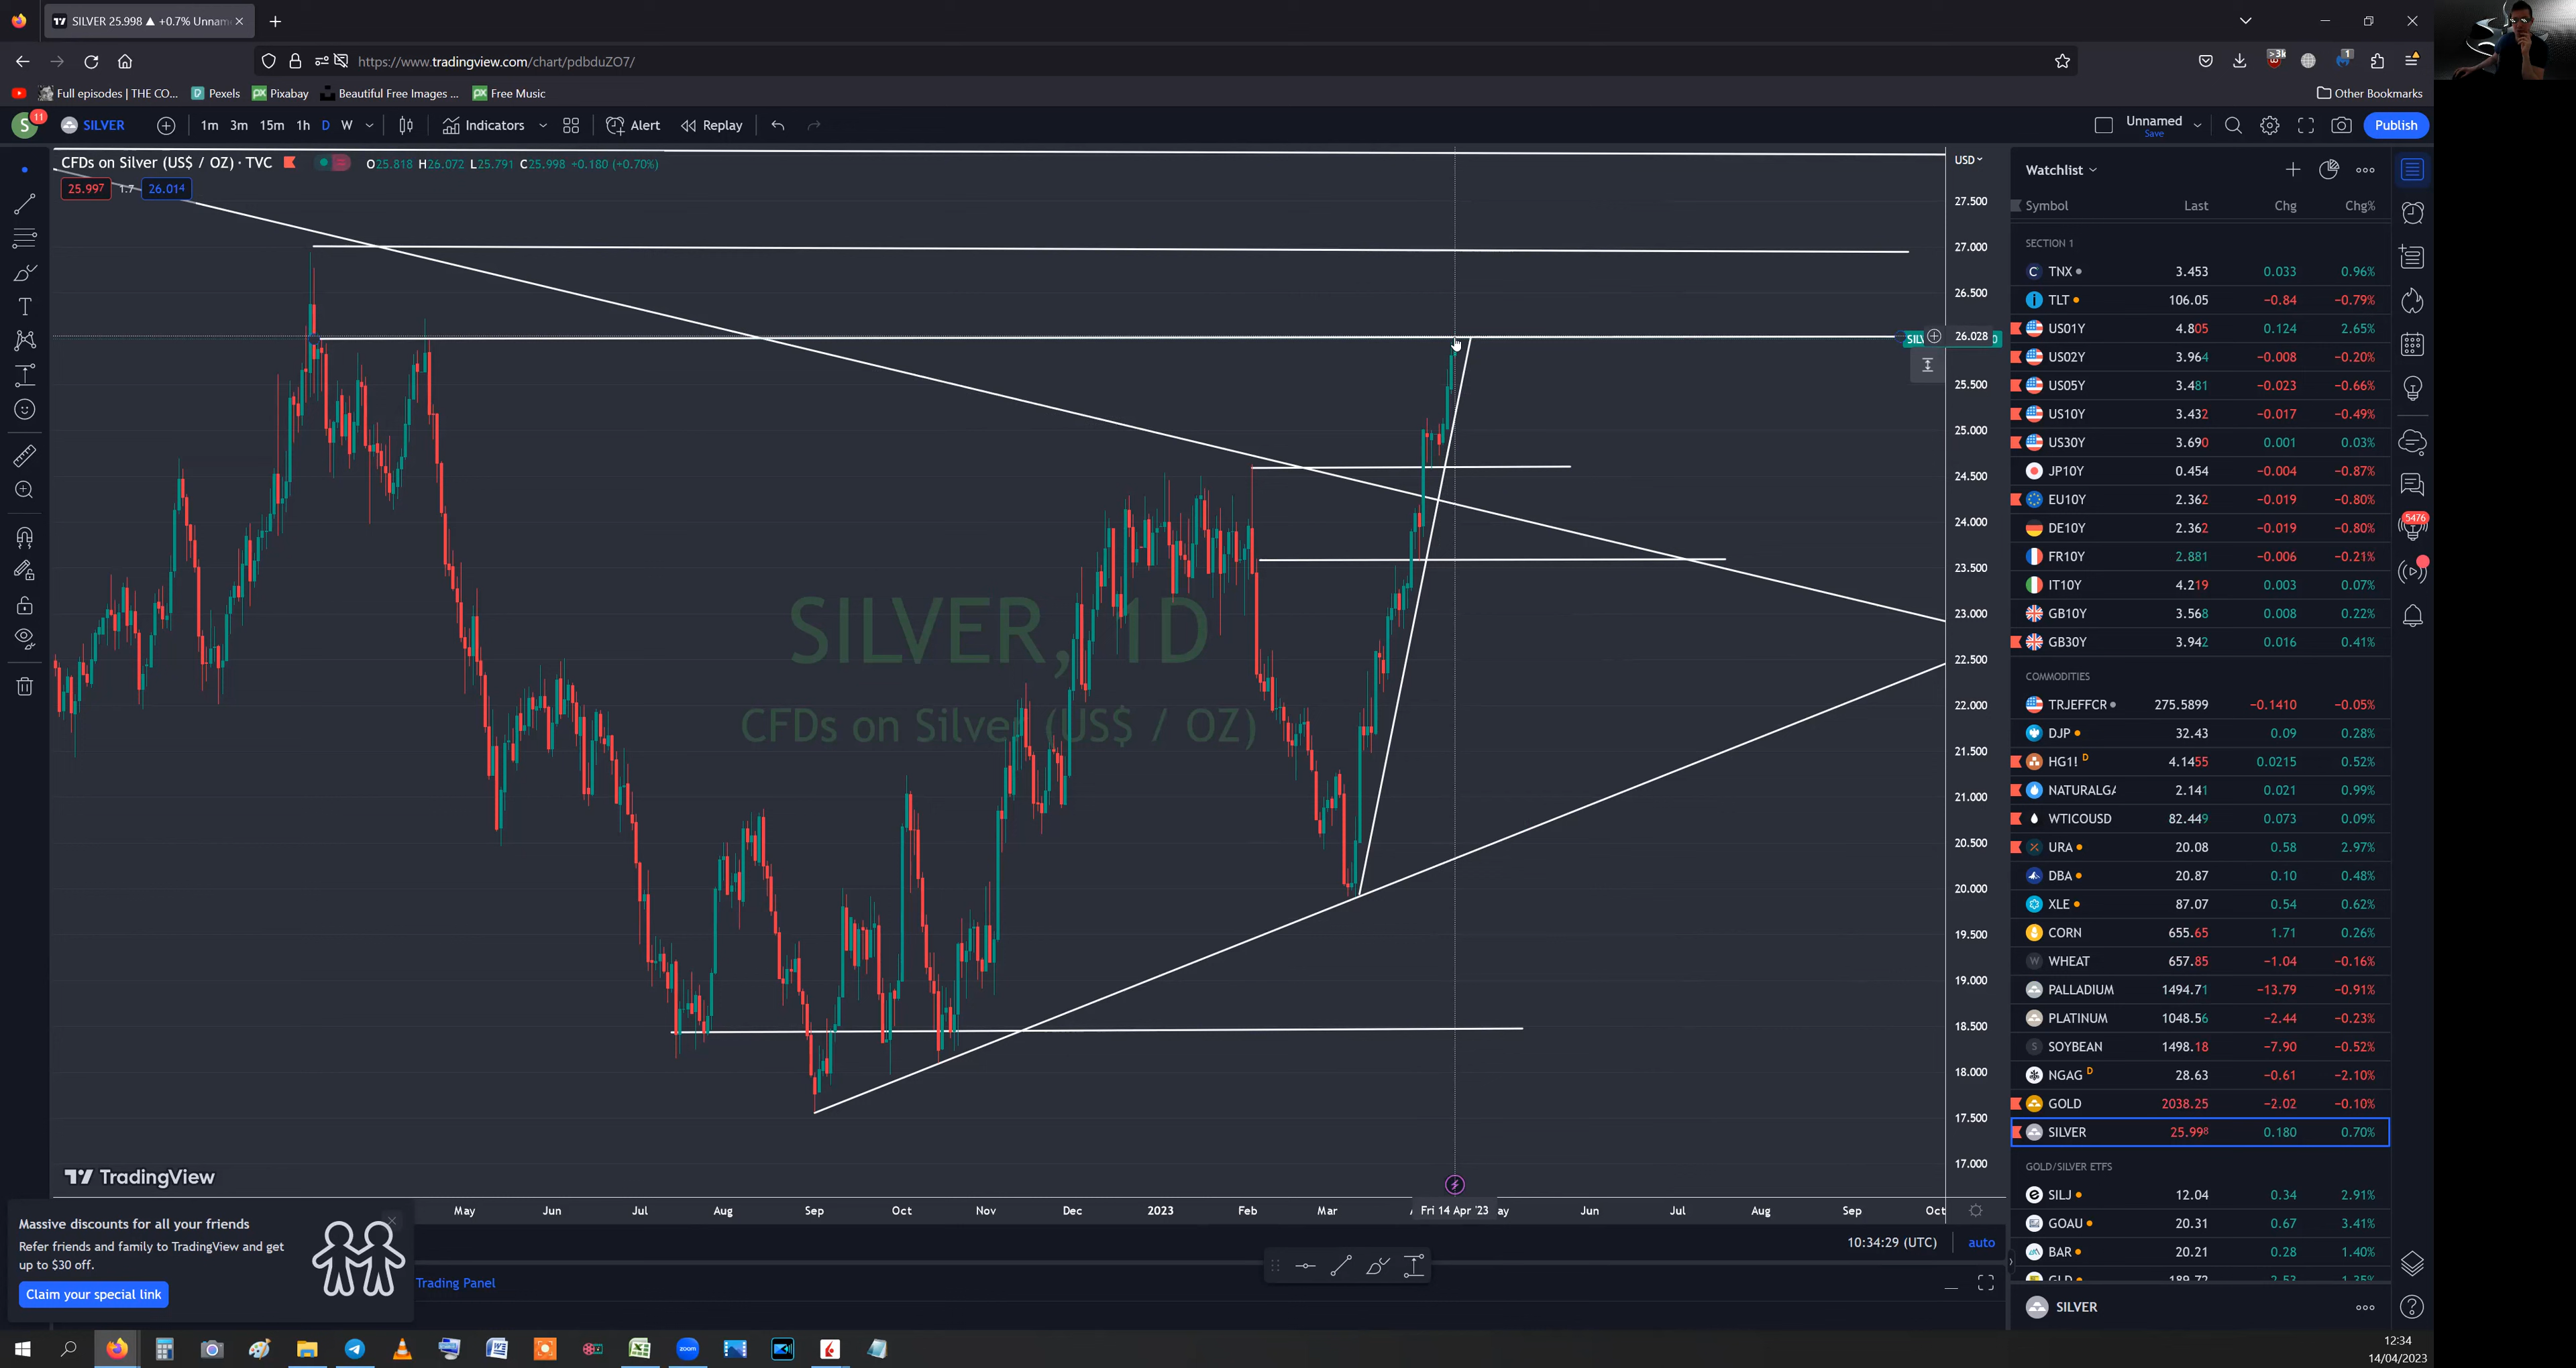 SILVER 25.998 ▲ +0.7% Unnam
https://www.tradingview.com/chart/pdbduZO7/
>3k
1
Full episodes | THE CO... Pexels Pixabay Beautiful Free Images ... Free Music
Other Bookmarks
S 11 SILVER 1m 3m 15m 1h D W Indicators Alert Replay
Unnamed
Save
Publish
CFDs on Silver (US$ / OZ) · TVC O25.818 H26.072 L25.791 C25.998 +0.180 (+0.70%)
25.997 1.7 26.014
USD
27.500
27.000
26.500
26.028
25.500
25.000
24.500
24.000
23.500
23.000
22.500
22.000
21.500
21.000
20.500
20.000
19.500
19.000
18.500
18.000
17.500
17.000
SILVER, 1D
CFDs on Silver (US$ / OZ)
TradingView
May Jun Jul Aug Sep Oct Nov Dec 2023 Feb Mar Fri 14 Apr '23 Jun Jul Aug Sep Oct
10:34:29 (UTC) auto
Massive discounts for all your friends
Refer friends and family to TradingView and get
up to $30 off.
Claim your special link
Trading Panel
Watchlist
Symbol Last Chg Chg%
SECTION 1
TNX 3.453 0.033 0.96%
TLT 106.05 −0.84 −0.79%
US01Y 4.805 0.124 2.65%
US02Y 3.964 −0.008 −0.20%
US05Y 3.481 −0.023 −0.66%
US10Y 3.432 −0.017 −0.49%
US30Y 3.690 0.001 0.03%
JP10Y 0.454 −0.004 −0.87%
EU10Y 2.362 −0.019 −0.80%
DE10Y 2.362 −0.019 −0.80%
FR10Y 2.881 −0.006 −0.21%
IT10Y 4.219 0.003 0.07%
GB10Y 3.568 0.008 0.22%
GB30Y 3.942 0.016 0.41%
COMMODITIES
TRJEFFCR 275.5899 −0.1410 −0.05%
DJP 32.43 0.09 0.28%
HG1! D 4.1455 0.0215 0.52%
NATURALGA 2.141 0.021 0.99%
WTICOUSD 82.449 0.073 0.09%
URA 20.08 0.58 2.97%
DBA 20.87 0.10 0.48%
XLE 87.07 0.54 0.62%
CORN 655.65 1.71 0.26%
WHEAT 657.85 −1.04 −0.16%
PALLADIUM 1494.71 −13.79 −0.91%
PLATINUM 1048.56 −2.44 −0.23%
SOYBEAN 1498.18 −7.90 −0.52%
NGAG D 28.63 −0.61 −2.10%
GOLD 2038.25 −2.02 −0.10%
SILVER 25.998 0.180 0.70%
GOLD/SILVER ETFS
SILJ 12.04 0.34 2.91%
GOAU 20.31 0.67 3.41%
BAR 20.21 0.28 1.40%
GLD 189.72 2.53 1.35%
SILVER
5476
zoom
12:34
14/04/2023